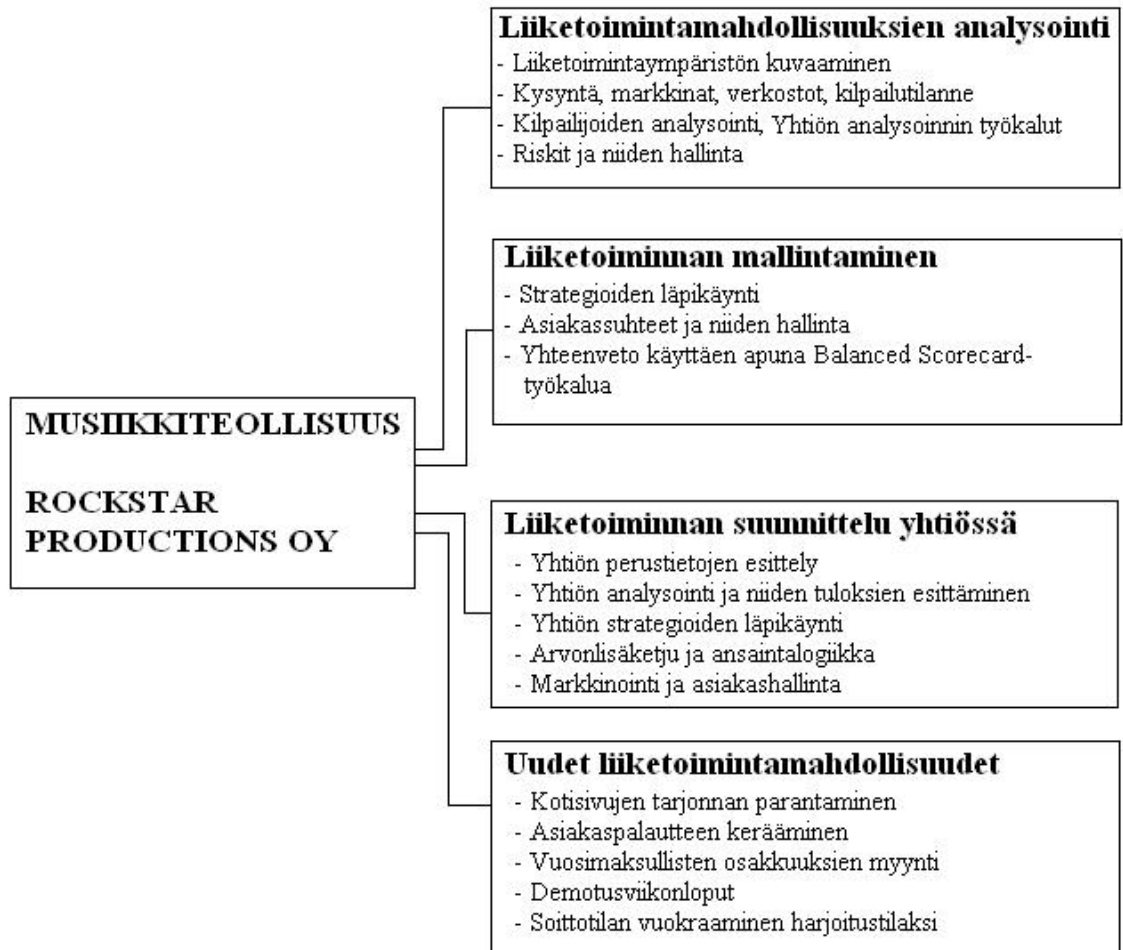 Liiketoimintamahdollisuuksien analysointi
- Liiketoimintaympäristön kuvaaminen
- Kysyntä, markkinat, verkostot, kilpailutilanne
- Kilpailijoiden analysointi, Yhtiön analysoinnin työkalut
- Riskit ja niiden hallinta
Liiketoiminnan mallintaminen
- Strategioiden läpikäynti
- Asiakassuhteet ja niiden hallinta
- Yhteenveto käyttäen apuna Balanced Scorecard-
työkalua
MUSIIKKITEOLLISUUS
ROCKSTAR
PRODUCTIONS OY
Liiketoiminnan suunnittelu yhtiössä
- Yhtiön perustietojen esittely
- Yhtiön analysointi ja niiden tuloksien esittäminen
- Yhtiön strategioiden läpikäynti
- Arvonlisäketju ja ansaintalogiikka
- Markkinointi ja asiakashallinta
Uudet liiketoimintamahdollisuudet
- Kotisivujen tarjonnan parantaminen
- Asiakaspalautteen kerääminen
- Vuosimaksullisten osakkuuksien myynti
- Demotusviikonloput
- Soittotilan vuokraaminen harjoitustilaksi